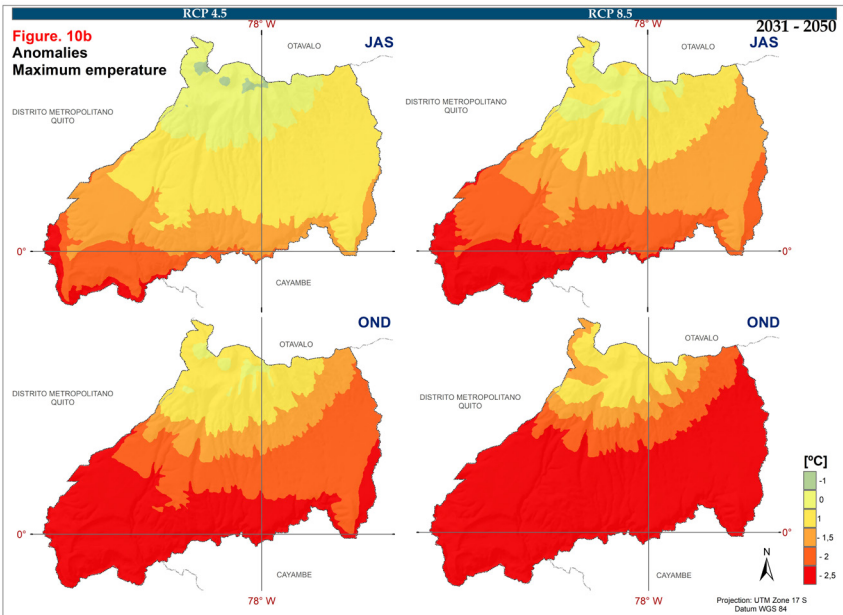 RCP 4.5
RCP 8.5
2031 - 2050
Figure. 10b
Anomalies
Maximum emperature
78° W
78° W
OTAVALO
JAS
OTAVALO
JAS
DISTRITO METROPOLITANO
QUITO
DISTRITO METROPOLITANO
QUITO
0°
0°
CAYAMBE
CAYAMBE
OND
OND
OTAVALO
OTAVALO
DISTRITO METROPOLITANO
QUITO
DISTRITO METROPOLITANO
QUITO
[ºC]
-1
0
1
1,5
2
2,5
0°
0°
CAYAMBE
CAYAMBE
N
78° W
78° W
Projection: UTM Zone 17 S
Datum WGS 84